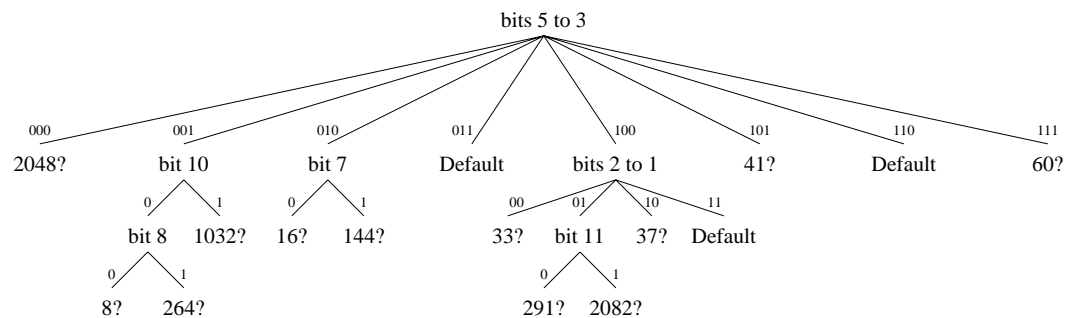 bits 5 to 3
000 001 010 011 100 101 110 111
2048? bit 10 bit 7 Default bits 2 to 1 41? Default 60?
0 1 0 1 00 01 10 11
bit 8 1032? 16? 144? 33? bit 11 37? Default
0 1 0 1
8? 264? 291? 2082?